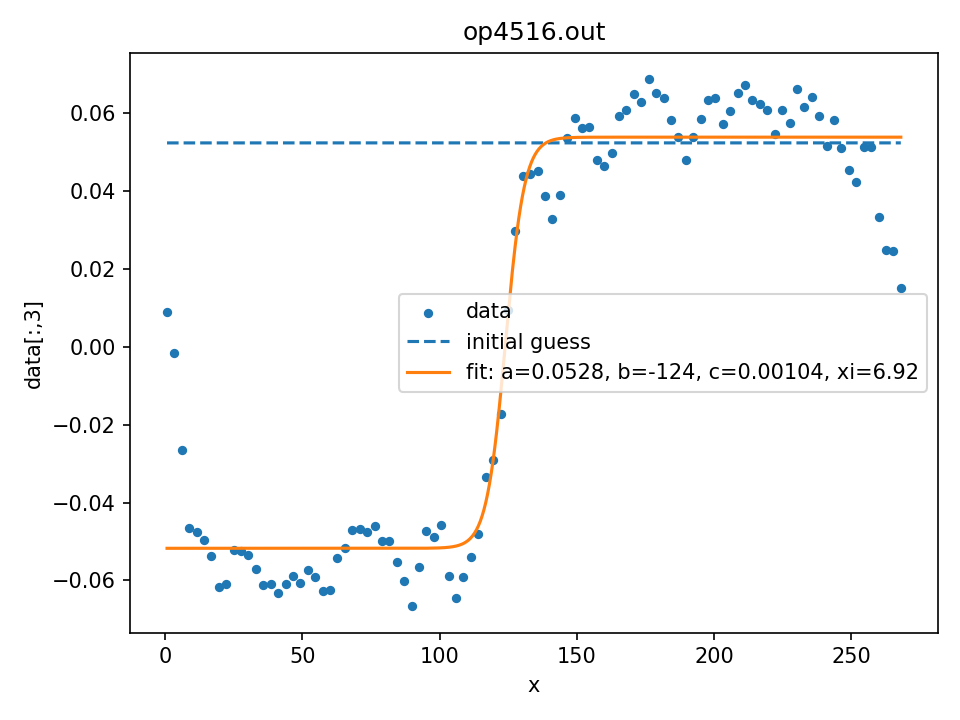 op4516.out
data[:,3]
0.06
0.04
0.02
0.00
−0.02
−0.04
−0.06
data
initial guess
fit: a=0.0528, b=-124, c=0.00104, xi=6.92
0 50 100 150 200 250
x